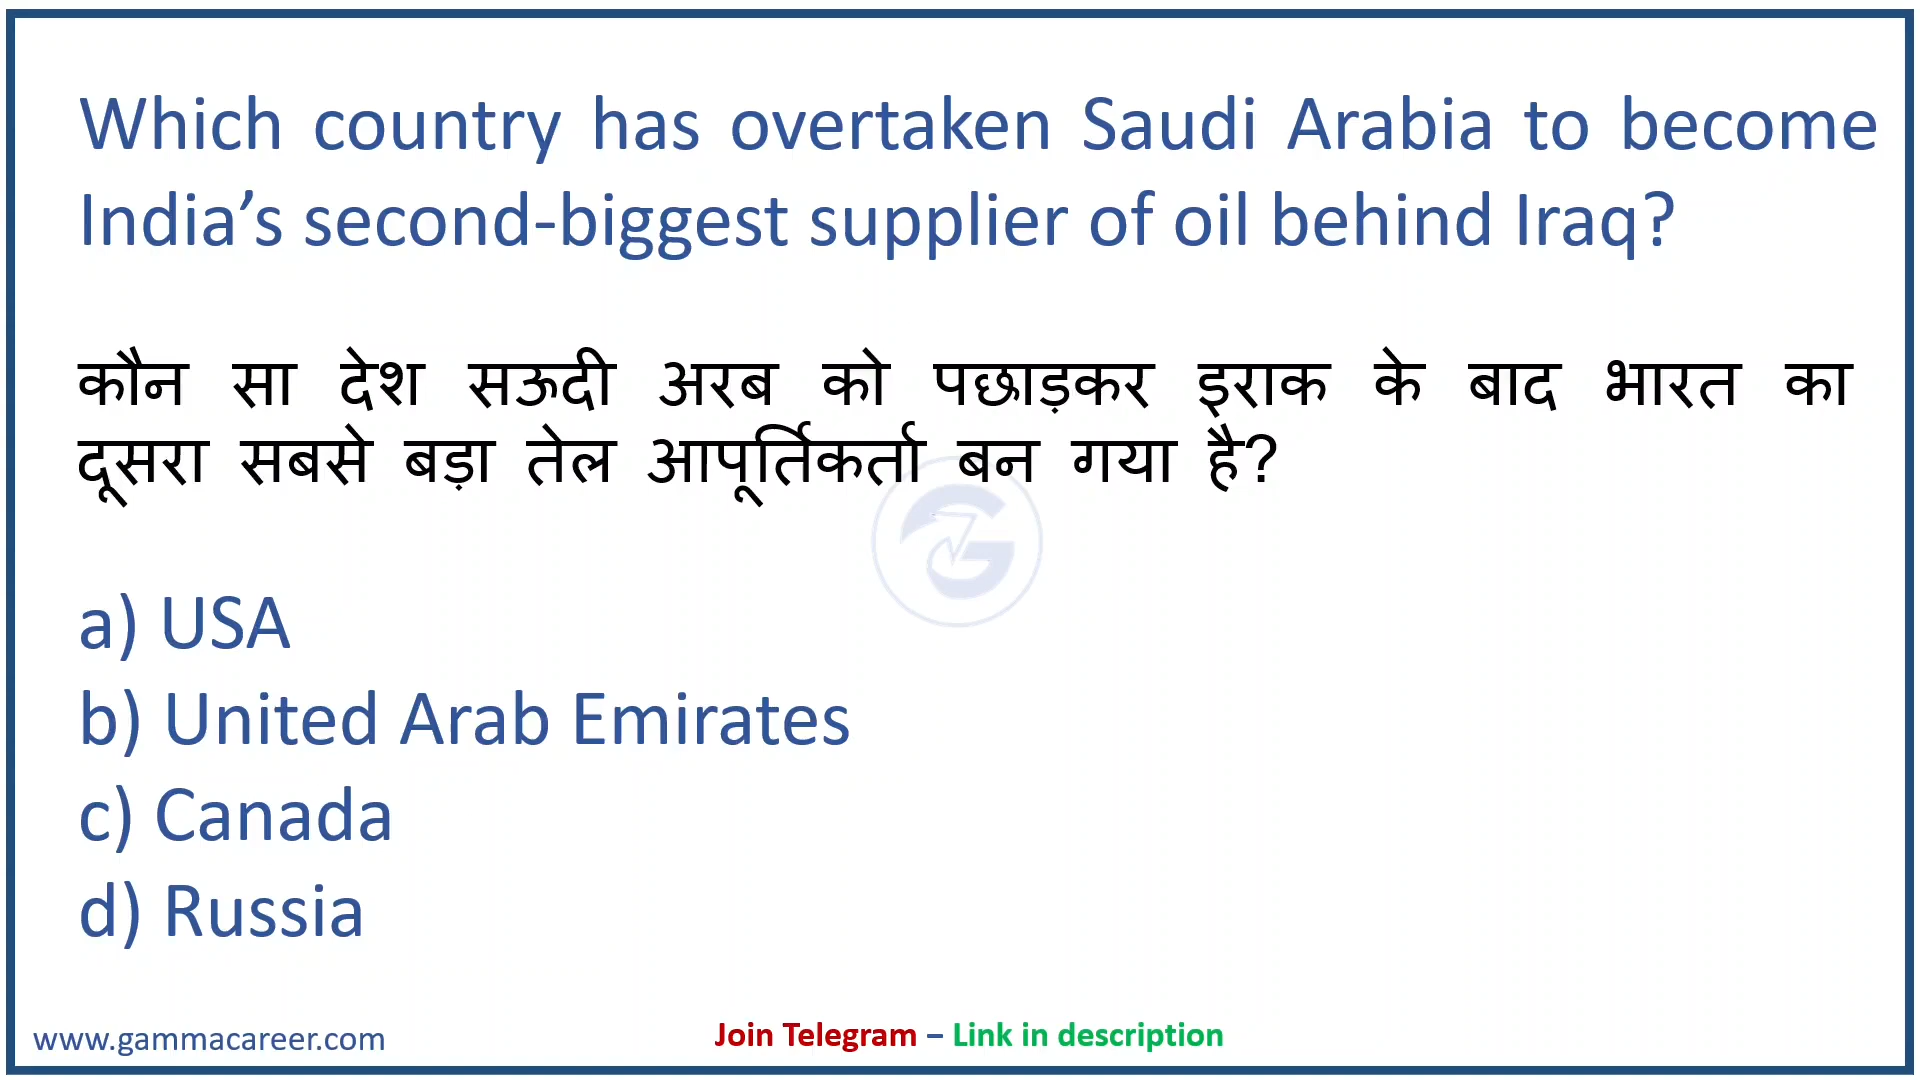 Which country has overtaken Saudi Arabia to become
India’s second-biggest supplier of oil behind Iraq?
कौन सा देश सऊदी अरब को पछाड़कर इराक के बाद भारत का
दूसरा सबसे बड़ा तेल आपूर्तिकर्ता बन गया है?
a) USA
b) United Arab Emirates
c) Canada
d) Russia
www.gammacareer.com
Join Telegram – Link in description